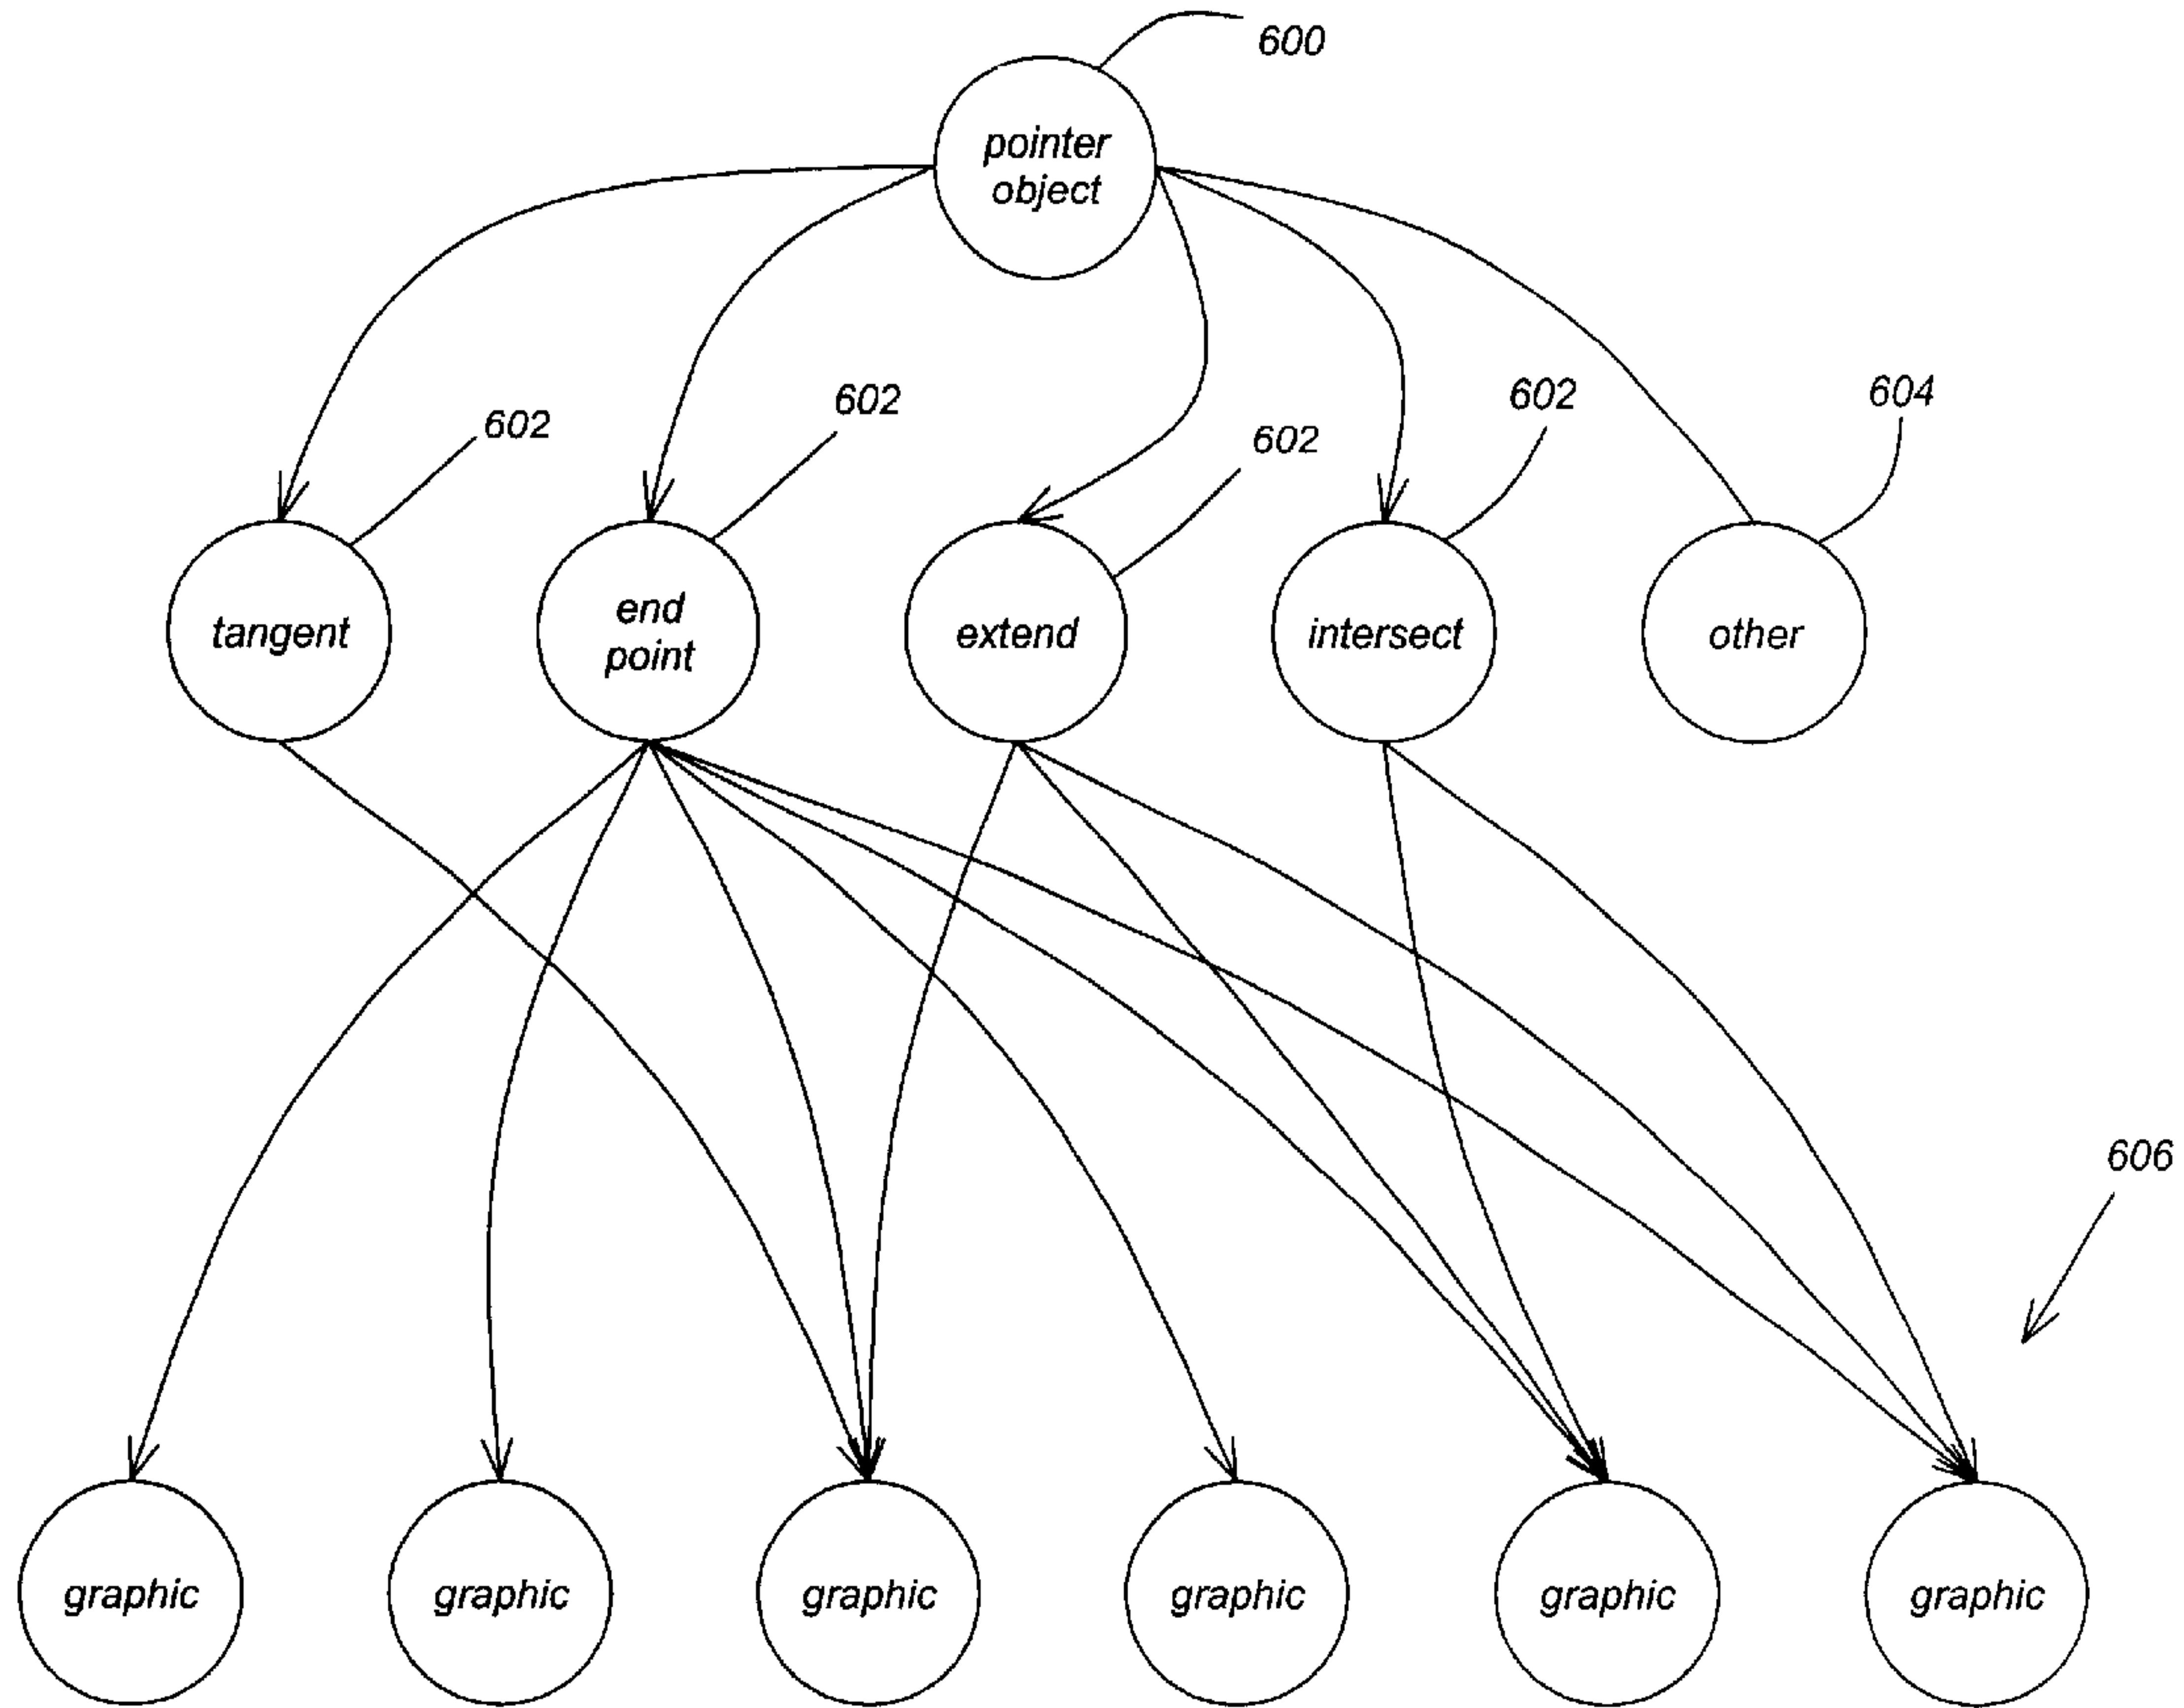 600
pointer
object
602
602
602
602
604
tangent
end
point
extend
intersect
other
606
graphic
graphic
graphic
graphic
graphic
graphic